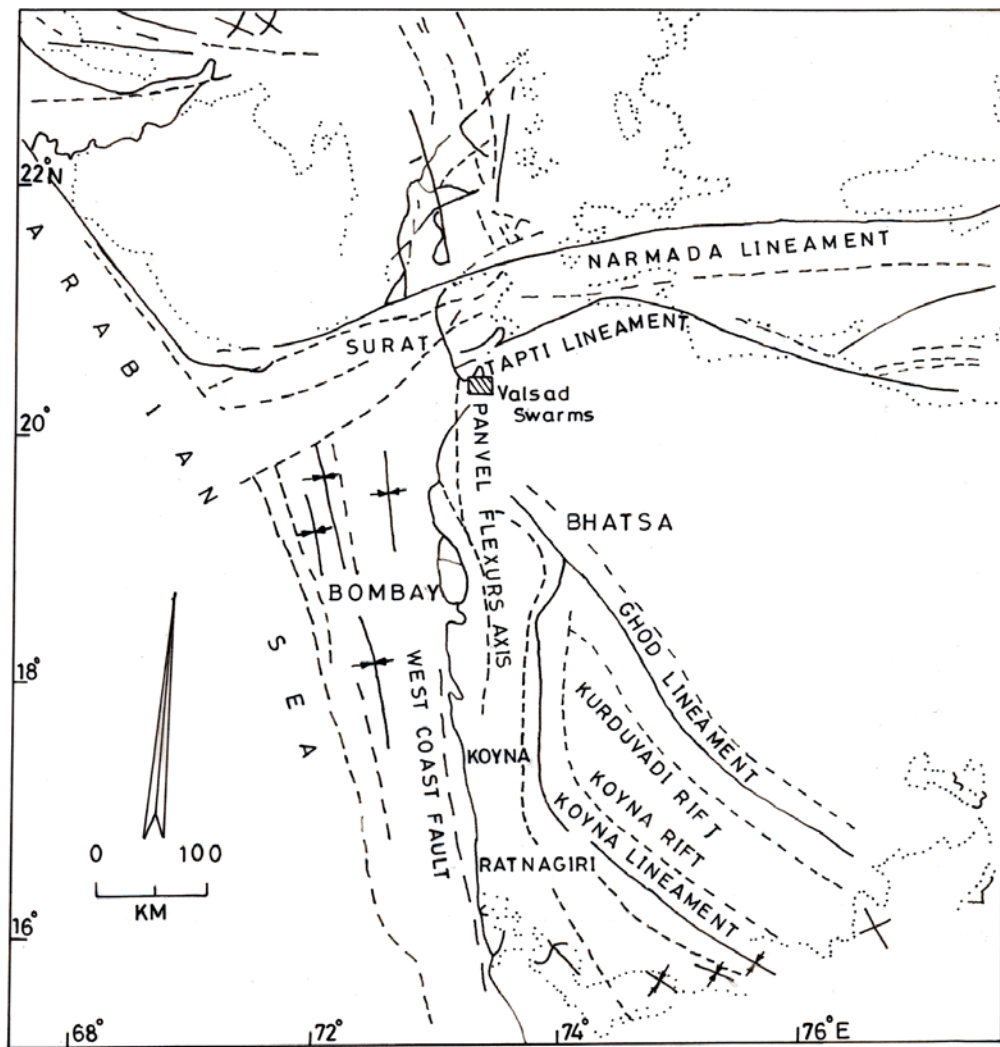 22°N
20°
18°
16°
68°
72°
74°
76°E
ARABIAN
SEA
NARMADA LINEAMENT
SURAT
TAPTI LINEAMENT
Valsad
Swarms
PANVEL FLEXURS AXIS
BHATSA
BOMBAY
GHOD LINEAMENT
WEST COAST FAULT
KURDUVADI RIFT
KOYNA
KOYNA RIFT
KOYNA LINEAMENT
RATNAGIRI
0 100
KM